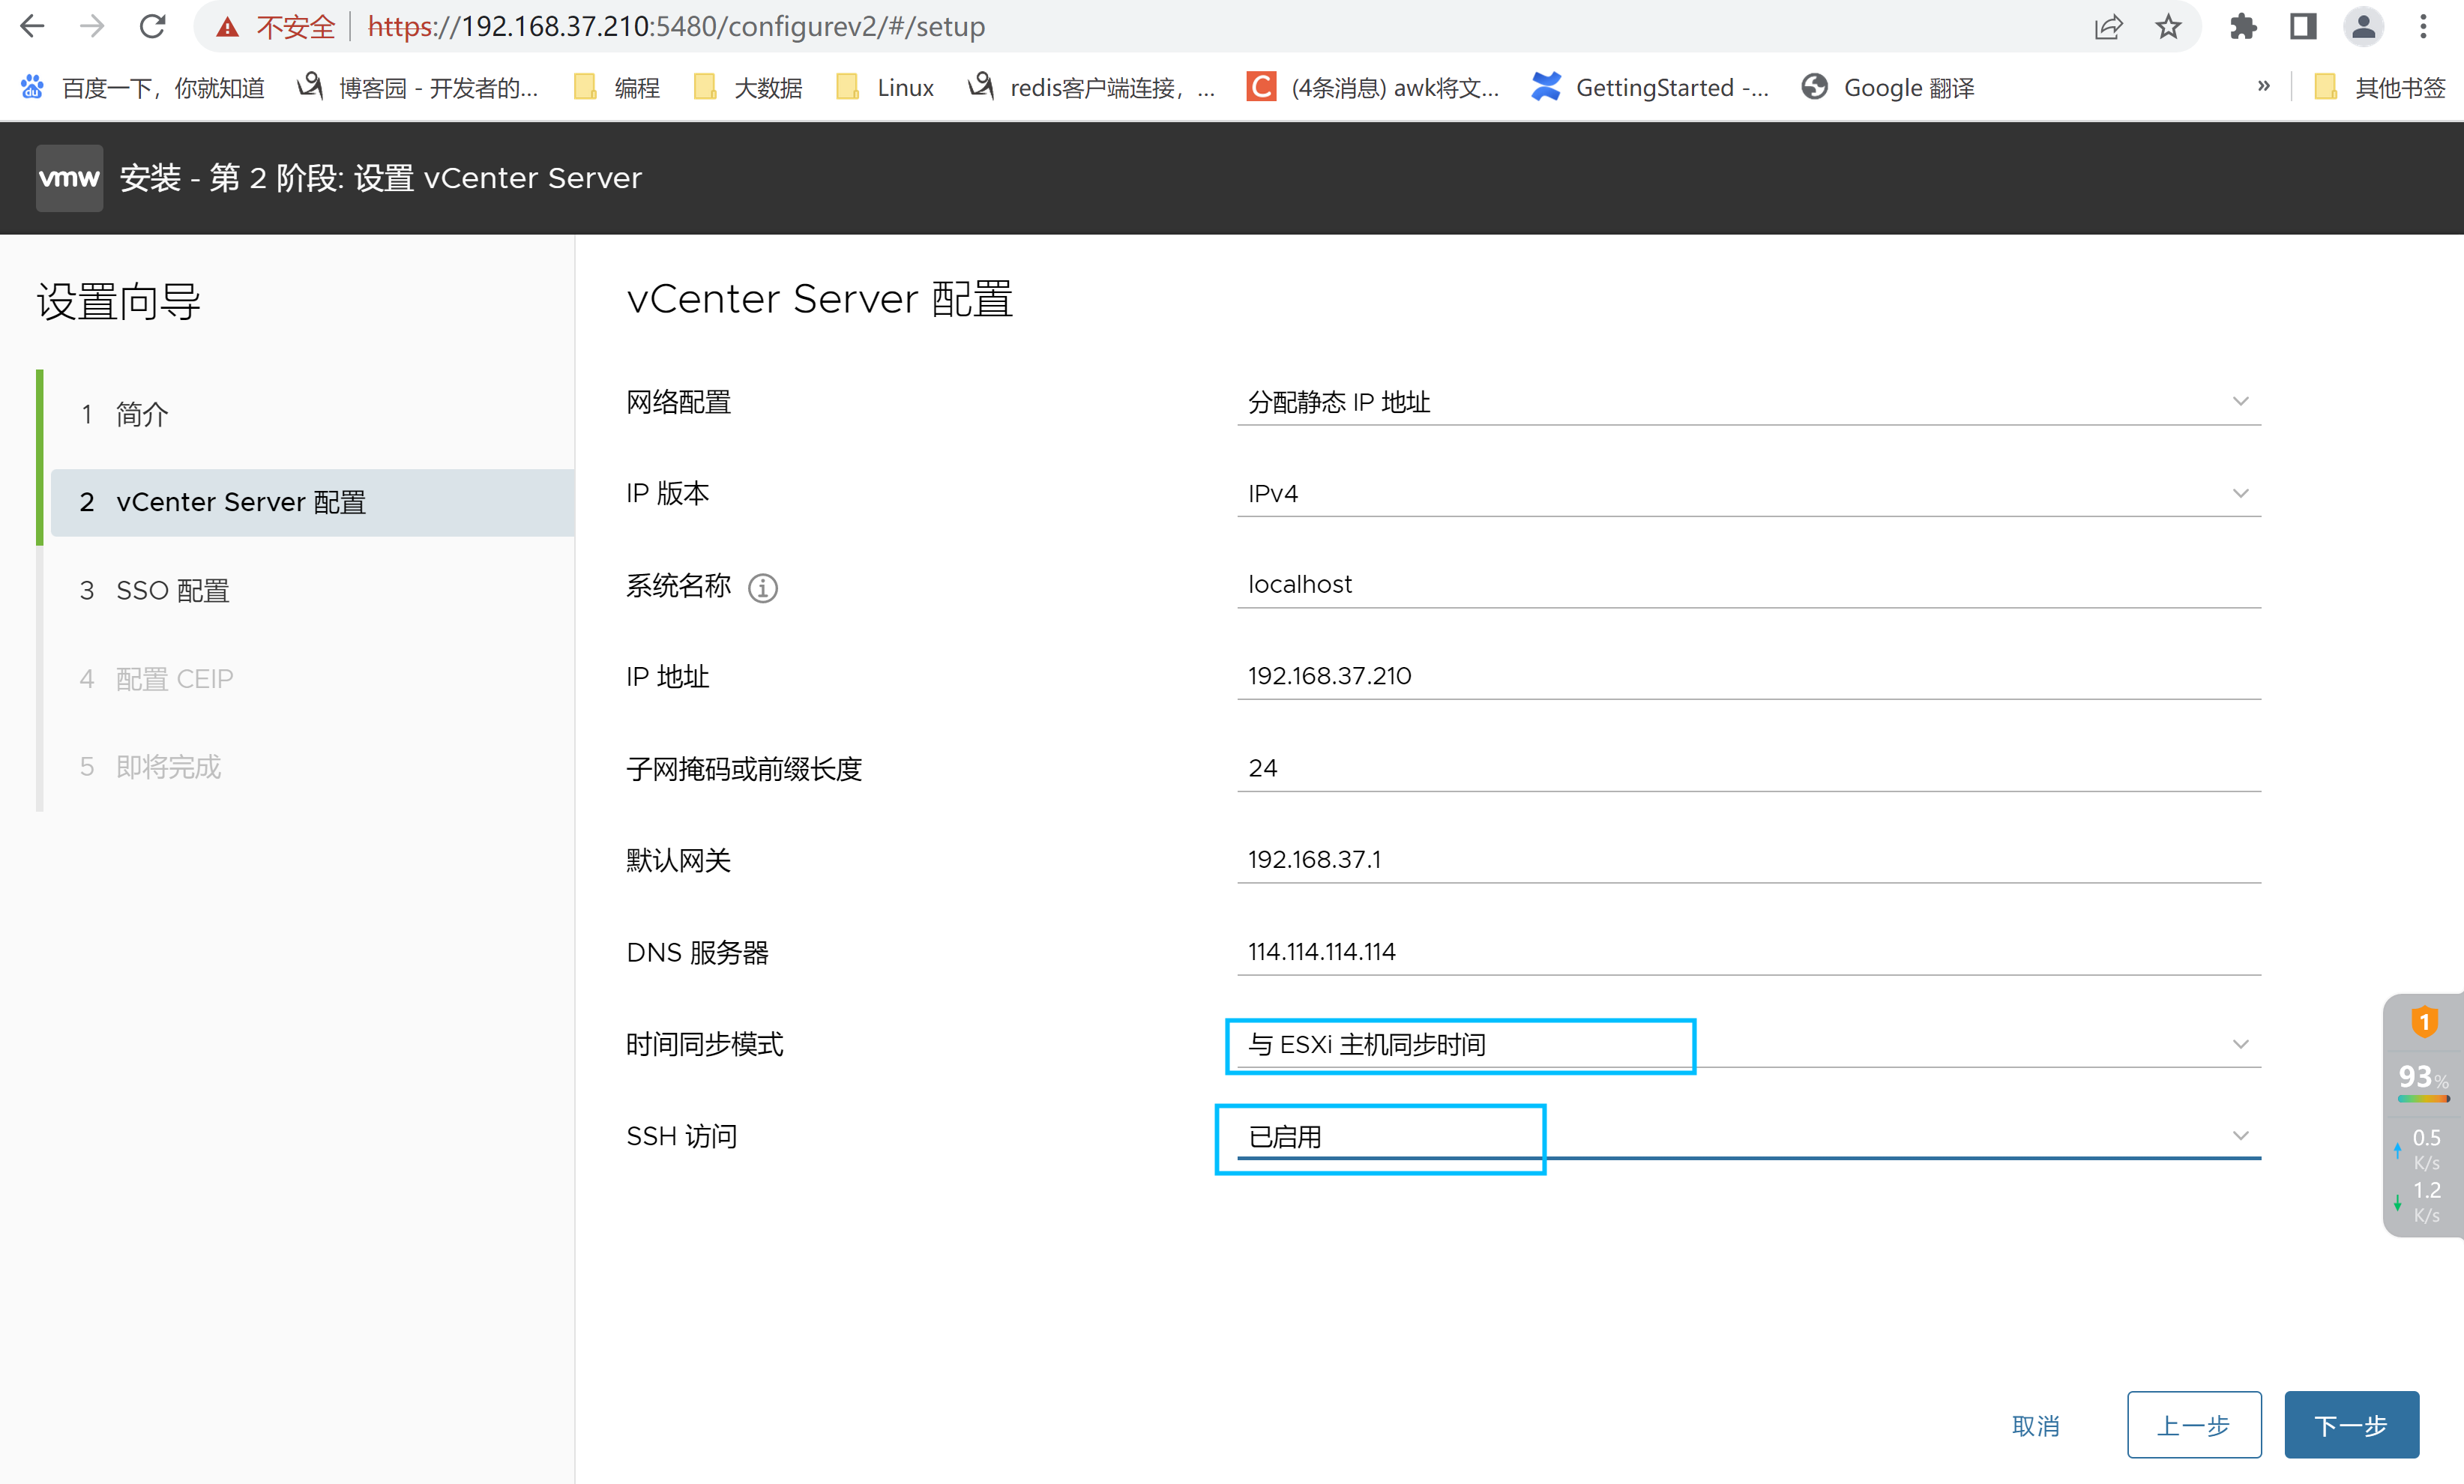 不安全 https://192.168.37.210:5480/configurev2/#/setup
百度一下，你就知道 博客园 - 开发者的... 编程 大数据 Linux redis客户端连接，... (4条消息) awk将文... GettingStarted -... Google 翻译 » 其他书签
vmw 安装 - 第 2 阶段: 设置 vCenter Server
设置向导
1 简介
2 vCenter Server 配置
3 SSO 配置
4 配置 CEIP
5 即将完成
vCenter Server 配置
网络配置 分配静态 IP 地址
IP 版本 IPv4
系统名称 localhost
IP 地址 192.168.37.210
子网掩码或前缀长度 24
默认网关 192.168.37.1
DNS 服务器 114.114.114.114
时间同步模式 与 ESXi 主机同步时间
SSH 访问 已启用
1
93%
0.5
K/s
1.2
K/s
取消 上一步 下一步